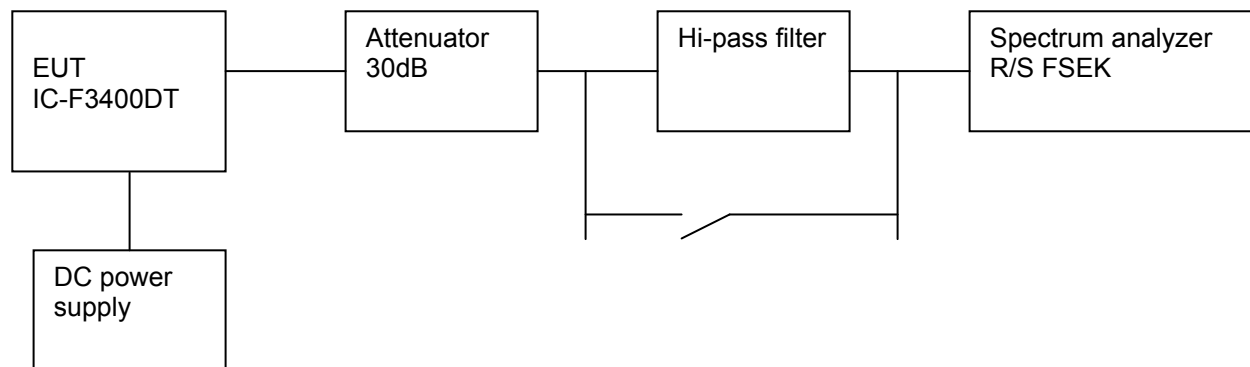 EUT
IC-F3400DT
Attenuator
30dB
Hi-pass filter
Spectrum analyzer
R/S FSEK
DC power
supply